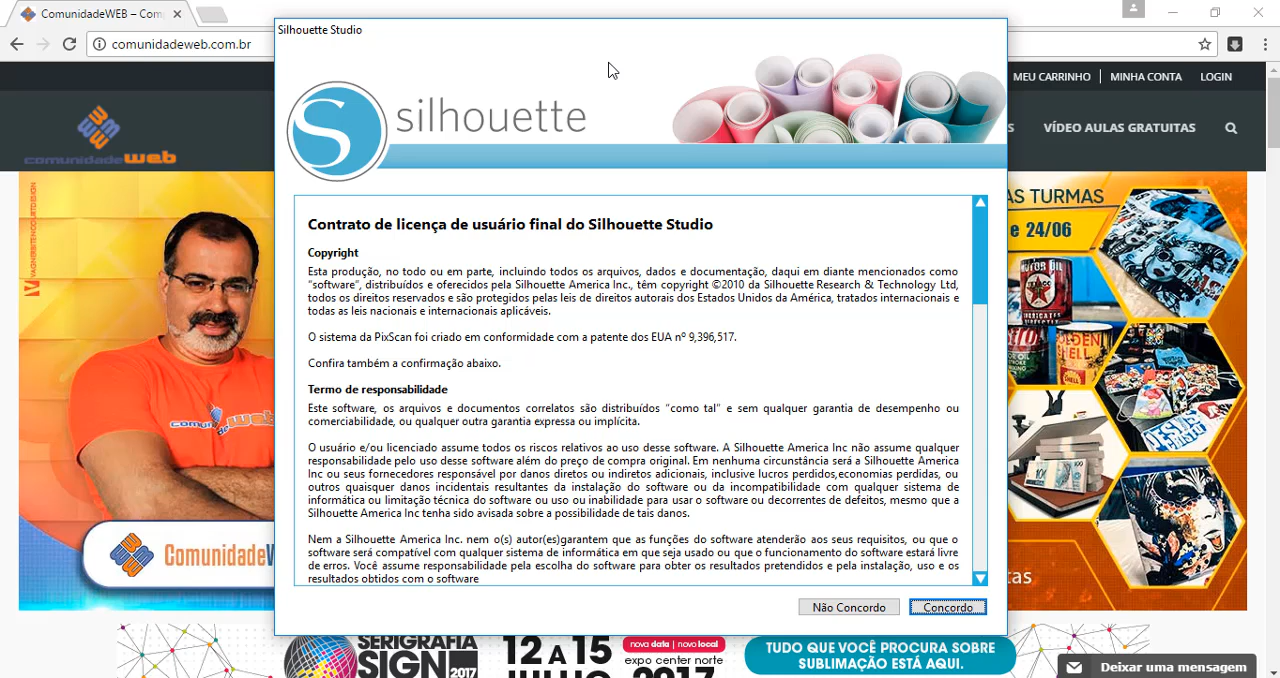 ComunidadeWEB – Com
comunidadeweb.com.br
Silhouette Studio
silhouette
MEU CARRINHO
MINHA CONTA
LOGIN
comunidadeweb
S
VÍDEO AULAS GRATUITAS
VAGNERBITENCOURTDESIGN
AS TURMAS
e 24/06
Contrato de licença de usuário final do Silhouette Studio
Copyright
Esta produção, no todo ou em parte, incluindo todos os arquivos, dados e documentação, daqui em diante mencionados como
"software", distribuídos e oferecidos pela Silhouette America Inc., têm copyright ©2010 da Silhouette Research & Technology Ltd,
todos os direitos reservados e são protegidos pelas leis de direitos autorais dos Estados Unidos da América, tratados internacionais e
todas as leis nacionais e internacionais aplicáveis.
O sistema da PixScan foi criado em conformidade com a patente dos EUA nº 9,396,517.
Confira também a confirmação abaixo.
Termo de responsabilidade
Este software, os arquivos e documentos correlatos são distribuídos "como tal" e sem qualquer garantia de desempenho ou
comerciabilidade, ou qualquer outra garantia expressa ou implícita.
O usuário e/ou licenciado assume todos os riscos relativos ao uso desse software. A Silhouette America Inc não assume qualquer
responsabilidade pelo uso desse software além do preço de compra original. Em nenhuma circunstância será a Silhouette America
Inc ou seus fornecedores responsável por danos diretos ou indiretos adicionais, inclusive lucros perdidos,economias perdidas, ou
outros quaisquer danos incidentais resultantes da instalação do software ou da incompatibilidade com qualquer sistema de
informática ou limitação técnica do software ou uso ou inabilidade para usar o software ou decorrentes de defeitos, mesmo que a
Silhouette America Inc tenha sido avisada sobre a possibilidade de tais danos.
Nem a Silhouette America Inc. nem o(s) autor(es)garantem que as funções do software atenderão aos seus requisitos, ou que o
software será compatível com qualquer sistema de informática em que seja usado ou que o funcionamento do software estará livre
de erros. Você assume responsabilidade pela escolha do software para obter os resultados pretendidos e pela instalação, uso e os
resultados obtidos com o software
Não Concordo
Concordo
ComunidadeW
tas
SERIGRAFIA
SIGN 2017
12 A 15
JULHO
nova data | novo local
expo center norte
2017
TUDO QUE VOCÊ PROCURA SOBRE
SUBLIMAÇÃO ESTÁ AQUI.
Deixar uma mensagem